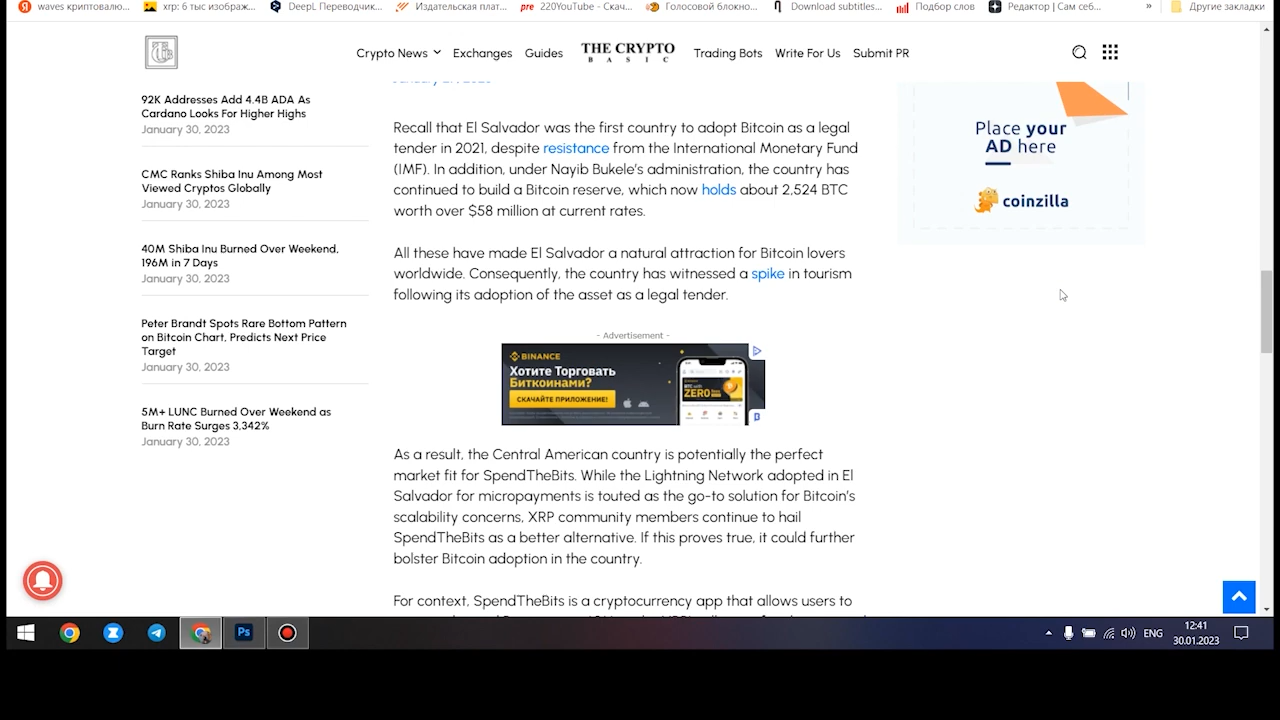 waves криптовалю...
xrp: 6 тыс изображ...
DeepL Переводчик...
Издательская плат...
pre 220YouTube - Скач...
Голосовой блокно...
Download subtitles...
Подбор слов
Редактор | Сам себ...
»
Другие закладки
Crypto News
Exchanges
Guides
THE CRYPTO
BASIC
Trading Bots
Write For Us
Submit PR
92K Addresses Add 4.4B ADA As
Cardano Looks For Higher Highs
January 30, 2023
CMC Ranks Shiba Inu Among Most
Viewed Cryptos Globally
January 30, 2023
40M Shiba Inu Burned Over Weekend,
196M in 7 Days
January 30, 2023
Peter Brandt Spots Rare Bottom Pattern
on Bitcoin Chart, Predicts Next Price
Target
January 30, 2023
5M+ LUNC Burned Over Weekend as
Burn Rate Surges 3,342%
January 30, 2023
Recall that El Salvador was the first country to adopt Bitcoin as a legal
tender in 2021, despite resistance from the International Monetary Fund
(IMF). In addition, under Nayib Bukele's administration, the country has
continued to build a Bitcoin reserve, which now holds about 2,524 BTC
worth over $58 million at current rates.
All these have made El Salvador a natural attraction for Bitcoin lovers
worldwide. Consequently, the country has witnessed a spike in tourism
following its adoption of the asset as a legal tender.
- Advertisement -
BINANCE
Хотите Торговать
Биткоинами?
СКАЧАЙТЕ ПРИЛОЖЕНИЕ!
ZERO
As a result, the Central American country is potentially the perfect
market fit for SpendTheBits. While the Lightning Network adopted in El
Salvador for micropayments is touted as the go-to solution for Bitcoin's
scalability concerns, XRP community members continue to hail
SpendTheBits as a better alternative. If this proves true, it could further
bolster Bitcoin adoption in the country.
For context, SpendTheBits is a cryptocurrency app that allows users to
Place your
AD here
coinzilla
Ps
ENG
12:41
30.01.2023